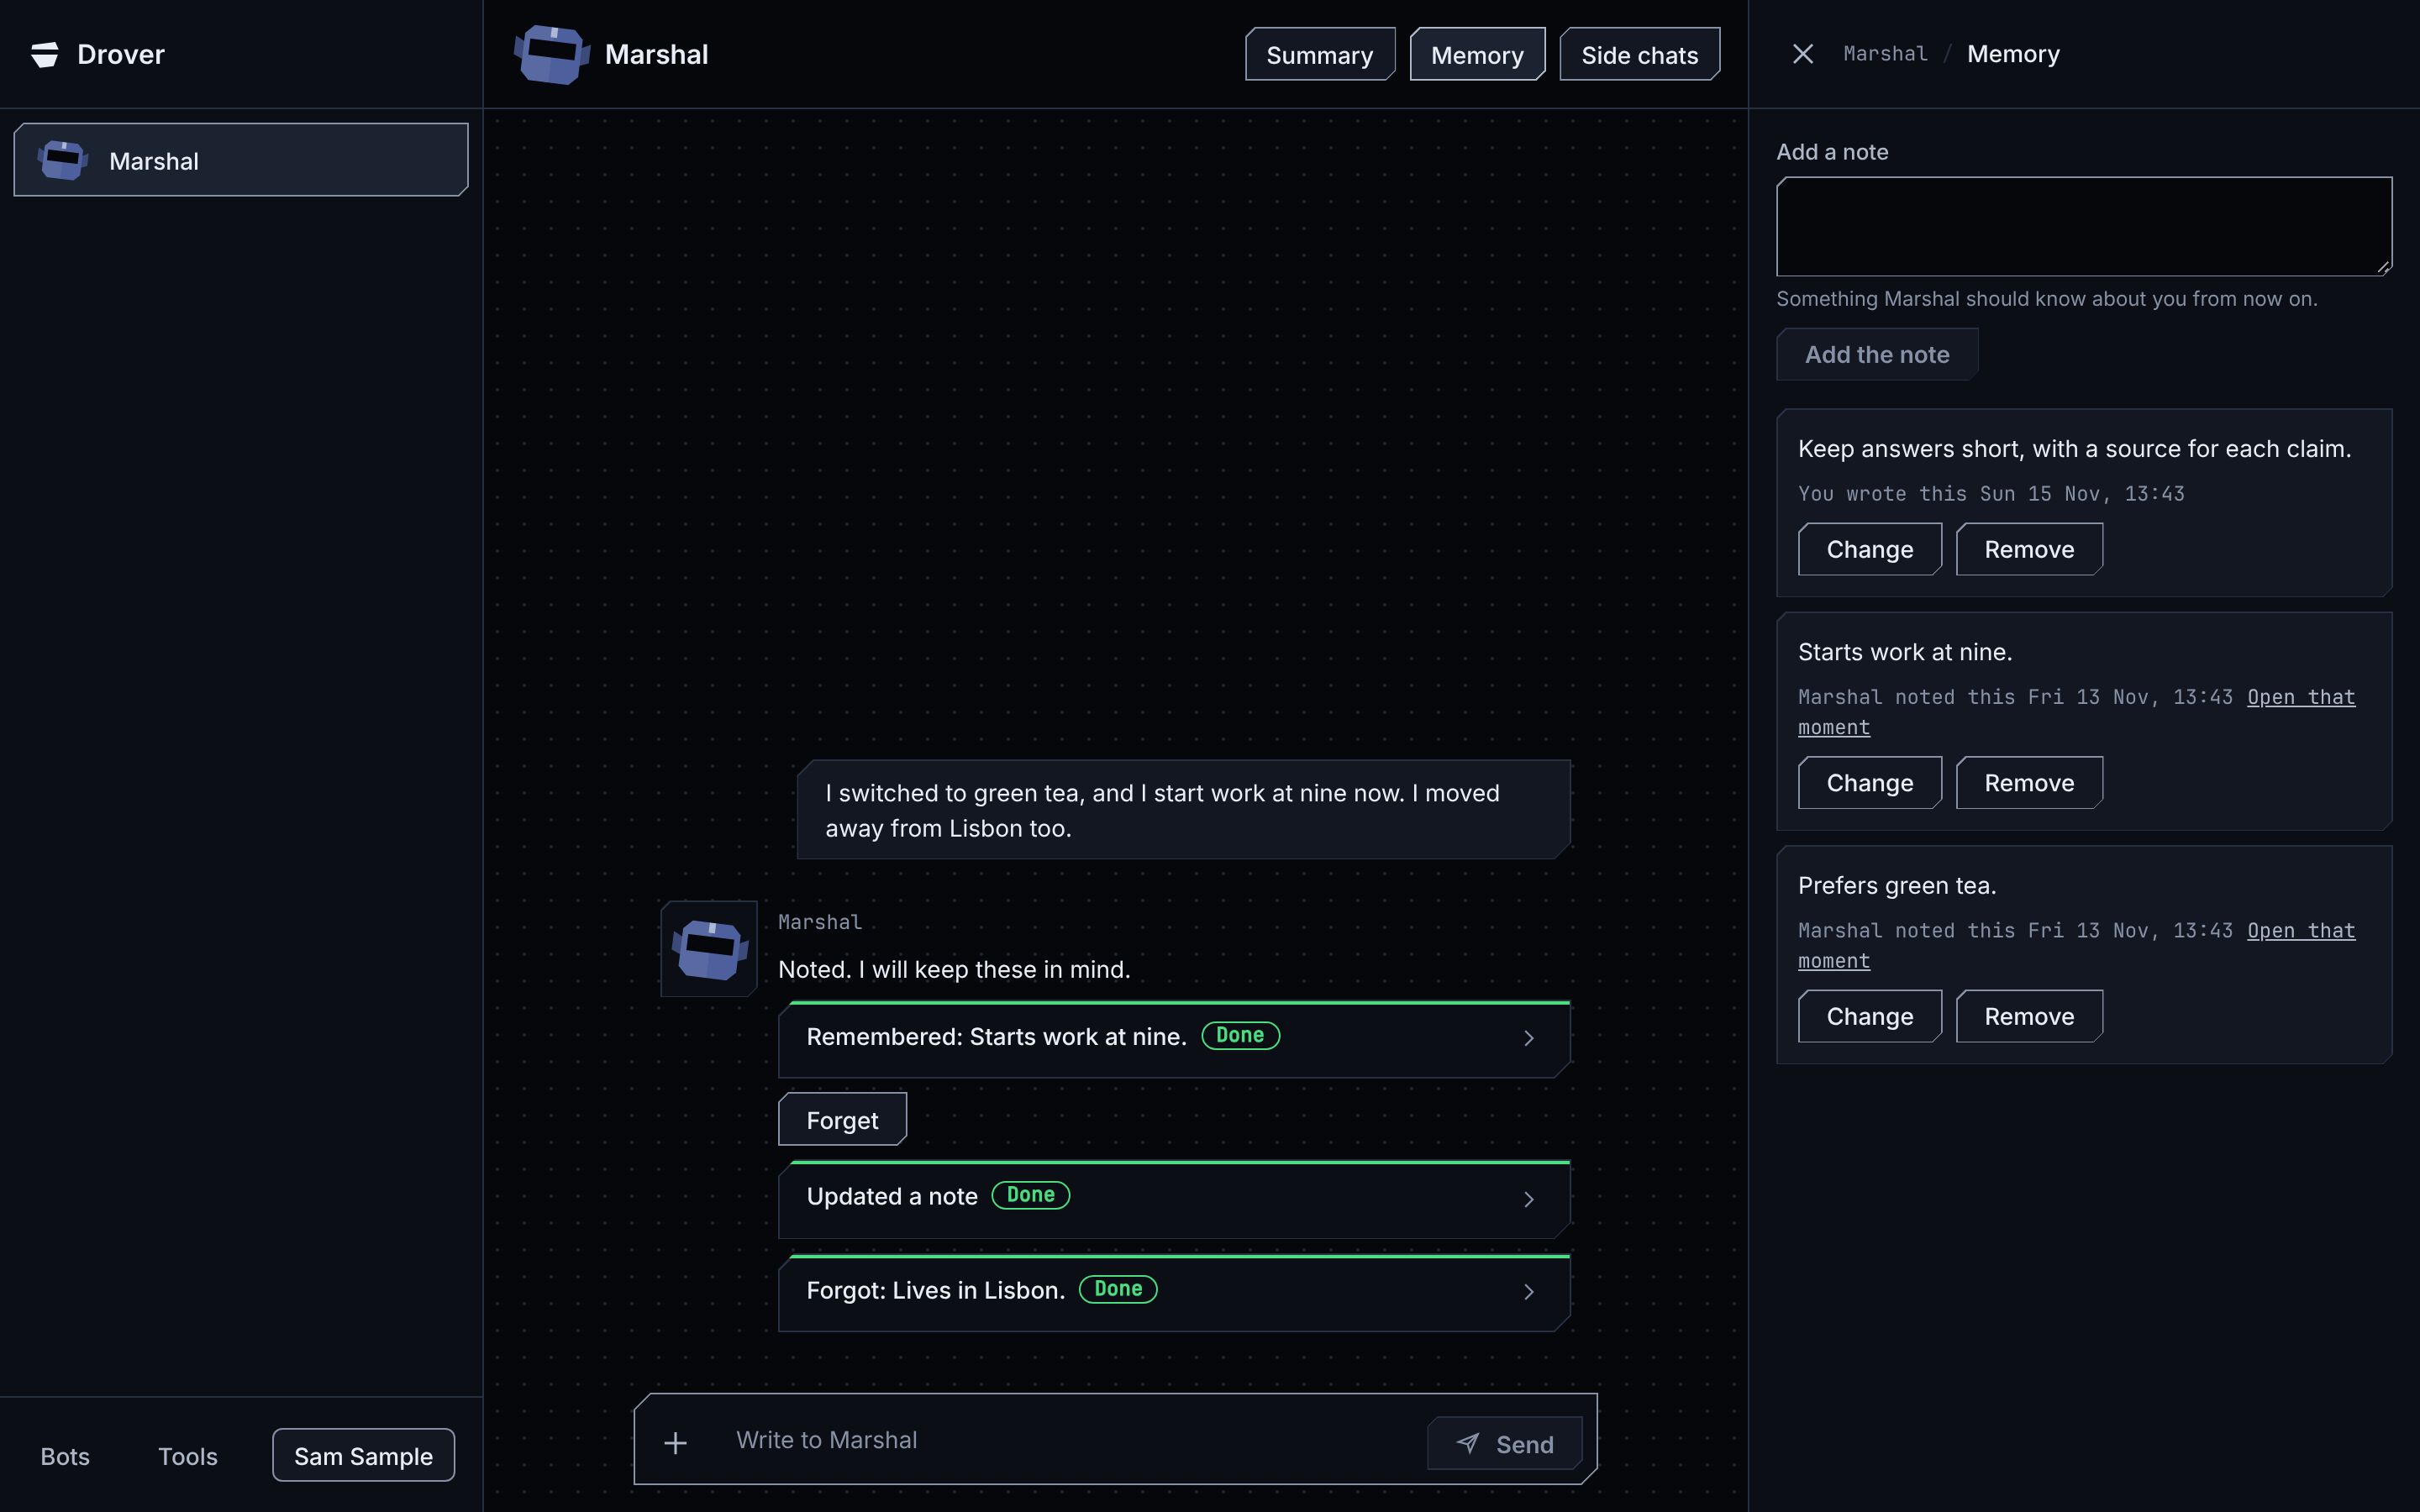 Drover
Marshal
Bots
Tools
Sam Sample
Marshal
Summary
Memory
Side chats
I switched to green tea, and I start work at nine now. I moved
away from Lisbon too.
Marshal
Noted. I will keep these in mind.
Remembered: Starts work at nine. Done
Forget
Updated a note Done
Forgot: Lives in Lisbon. Done
Write to Marshal
Send
Marshal / Memory
Add a note
Something Marshal should know about you from now on.
Add the note
Keep answers short, with a source for each claim.
You wrote this Sun 15 Nov, 13:43
Change
Remove
Starts work at nine.
Marshal noted this Fri 13 Nov, 13:43 Open that
moment
Change
Remove
Prefers green tea.
Marshal noted this Fri 13 Nov, 13:43 Open that
moment
Change
Remove